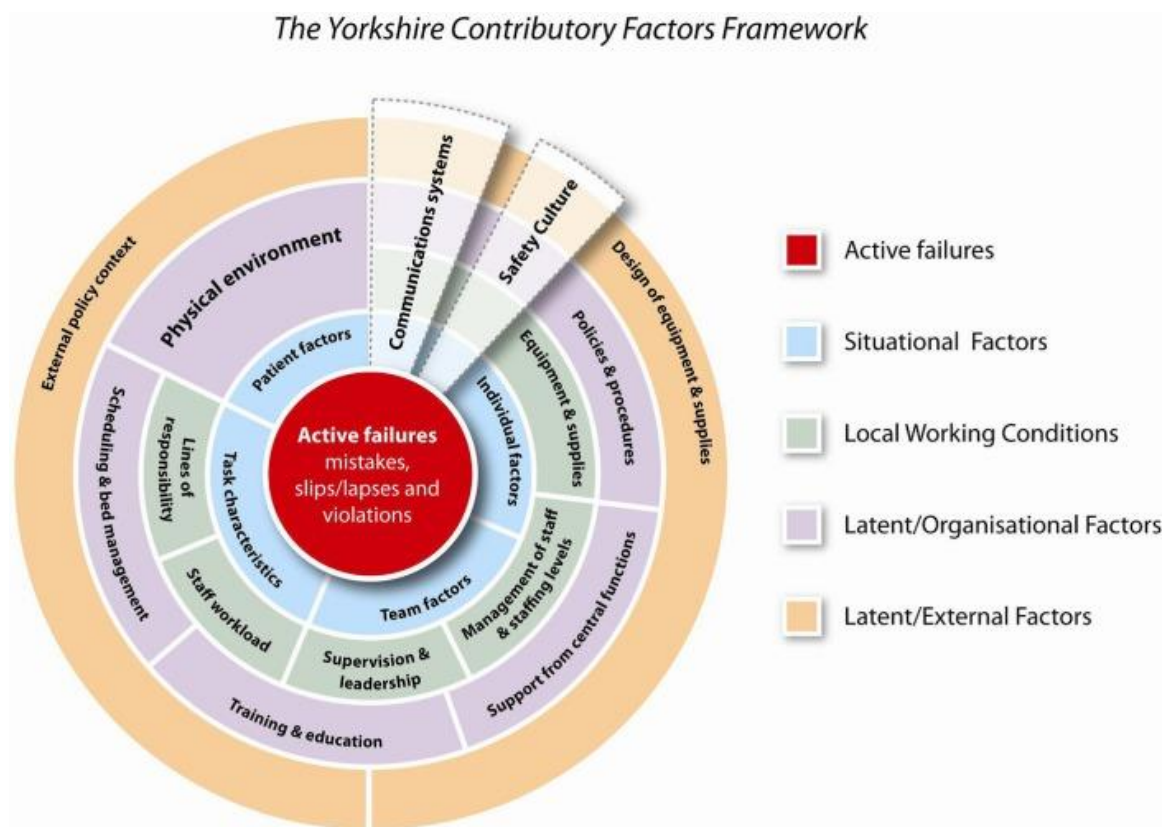 The Yorkshire Contributory Factors Framework
External policy context
Physical environment
Patient factors
Communications systems
Safety Culture
Design of equipment & supplies
Policies & procedures
Equipment & supplies
Individual factors
Active failures
mistakes,
slips/lapses and
violations
Scheduling & bed management
Lines of
responsibility
Task characteristics
Staff workload
Team factors
Management of staff
& staffing levels
Supervision &
leadership
Support from central functions
Training & education
Active failures
Situational Factors
Local Working Conditions
Latent/Organisational Factors
Latent/External Factors